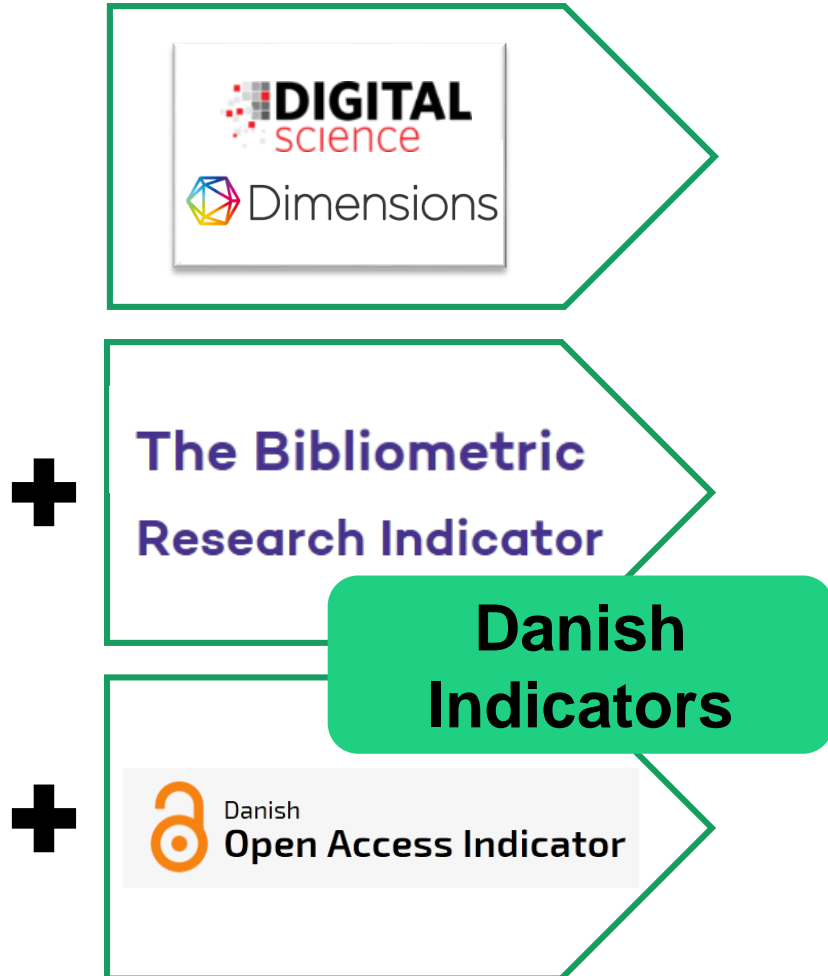 DIGITAL
science
Dimensions
The Bibliometric
Research Indicator
Danish
Indicators
Danish
Open Access Indicator